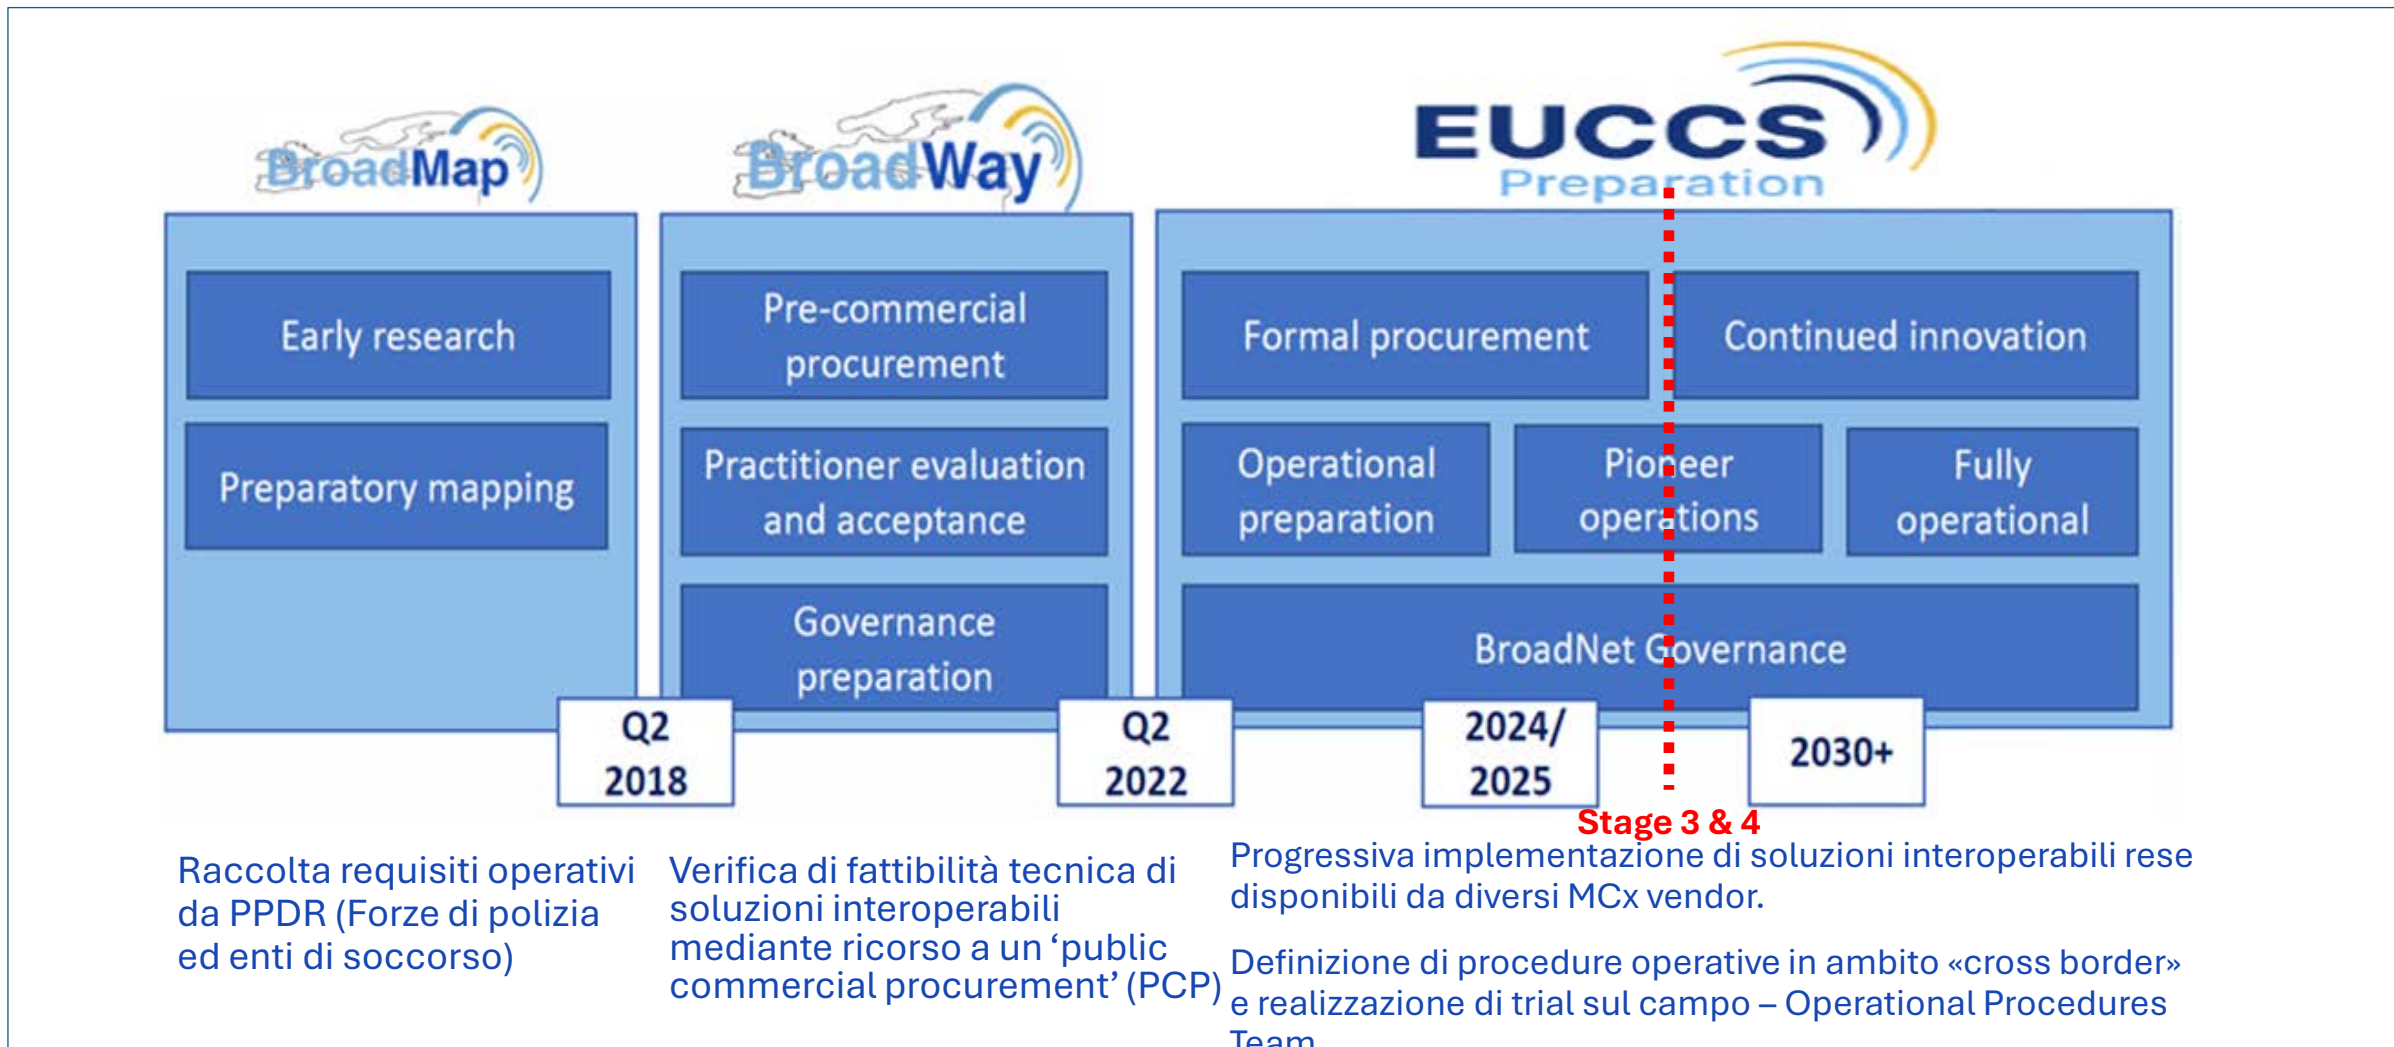 BroadMap
BroadWay
EUCCS
Preparation
Early research
Preparatory mapping
Pre-commercial
procurement
Practitioner evaluation
and acceptance
Governance
preparation
Formal procurement
Continued innovation
Operational
preparation
Pioneer
operations
Fully
operational
BroadNet Governance
Q2
2018
Q2
2022
2024/
2025
2030+
Stage 3 & 4
Raccolta requisiti operativi
da PPDR (Forze di polizia
ed enti di soccorso)
Verifica di fattibilità tecnica di
soluzioni interoperabili
mediante ricorso a un ‘public
commercial procurement’ (PCP)
Progressiva implementazione di soluzioni interoperabili rese
disponibili da diversi MCx vendor.
Definizione di procedure operative in ambito «cross border»
e realizzazione di trial sul campo – Operational Procedures
Team